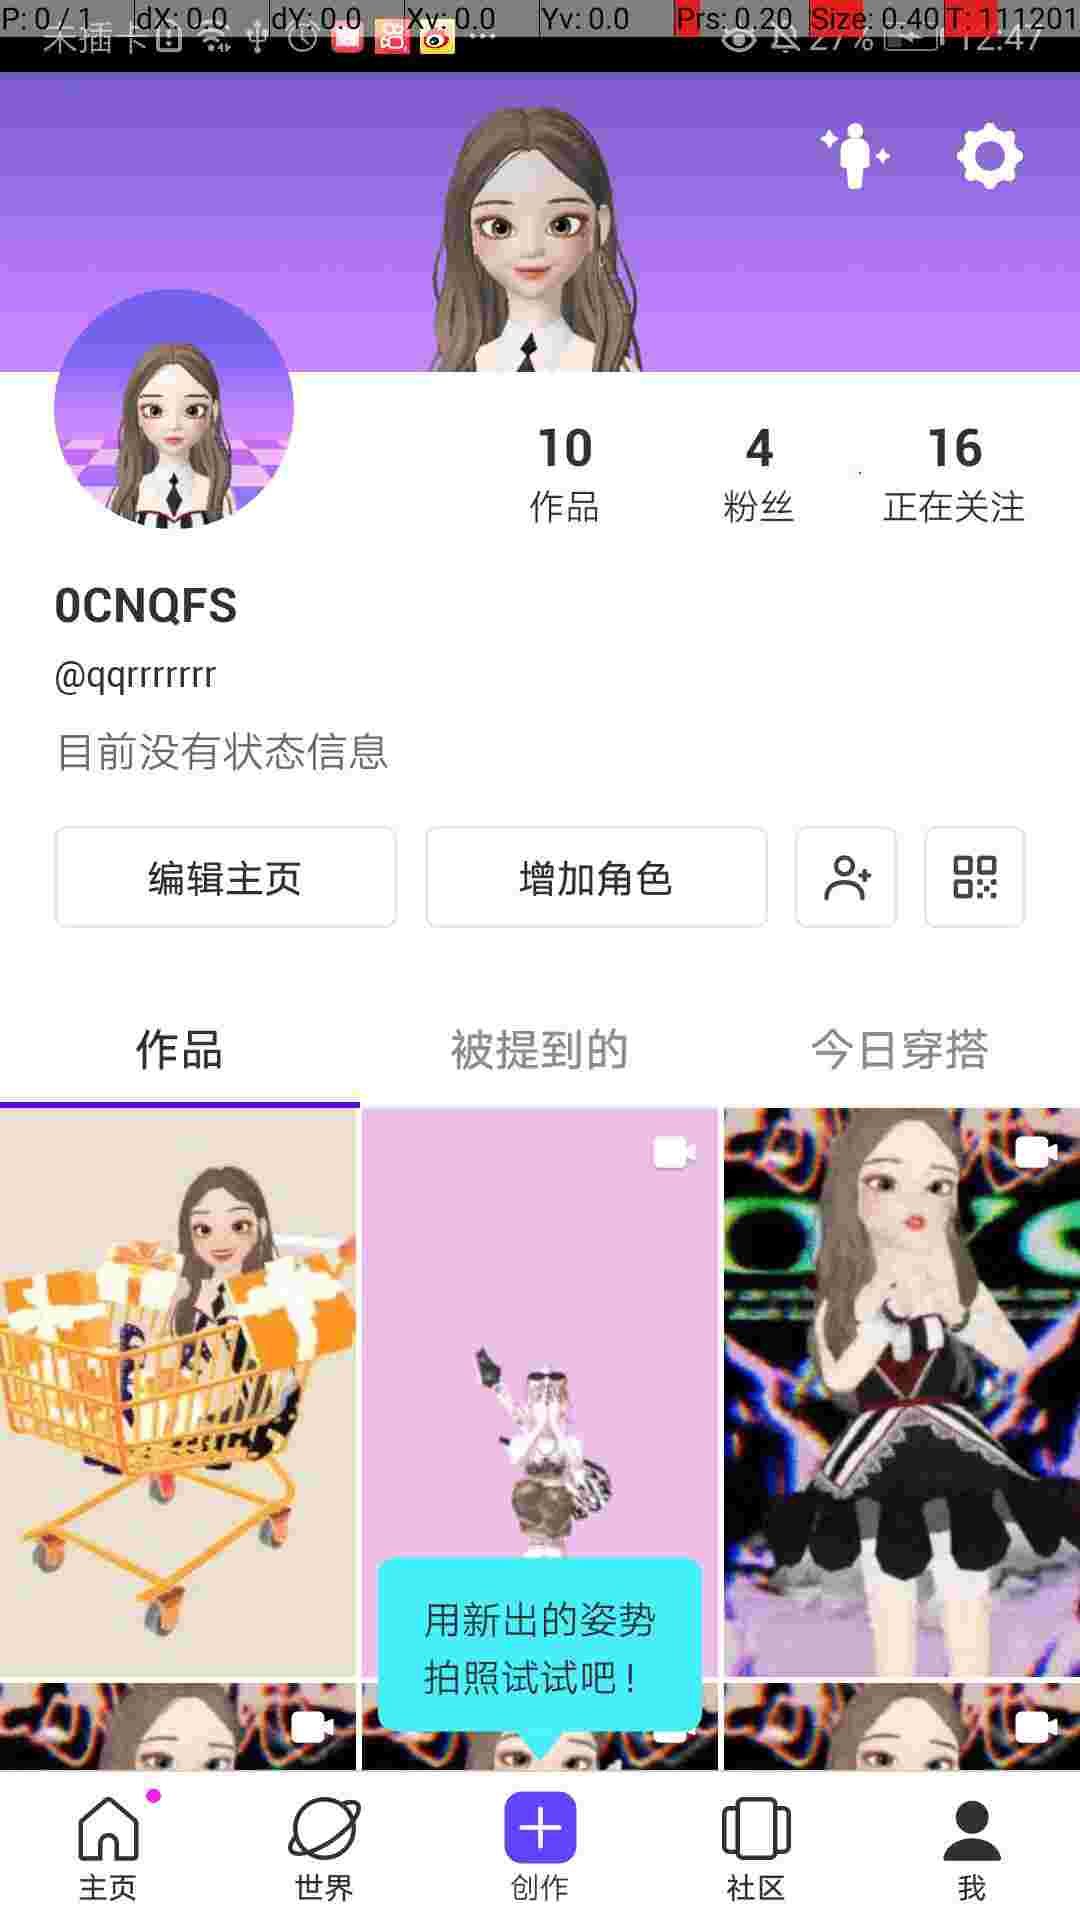 P: 0 / 1 dX: 0.0 dY: 0.0 Xv: 0.0 Yv: 0.0 Prs: 0.20 Size: 0.40 T: 111201
未插卡 27% 12:47
10 4 16
作品 粉丝 正在关注
0CNQFS
@qqrrrrrrr
目前没有状态信息
编辑主页 增加角色
作品 被提到的 今日穿搭
用新出的姿势
拍照试试吧！
主页 世界 创作 社区 我